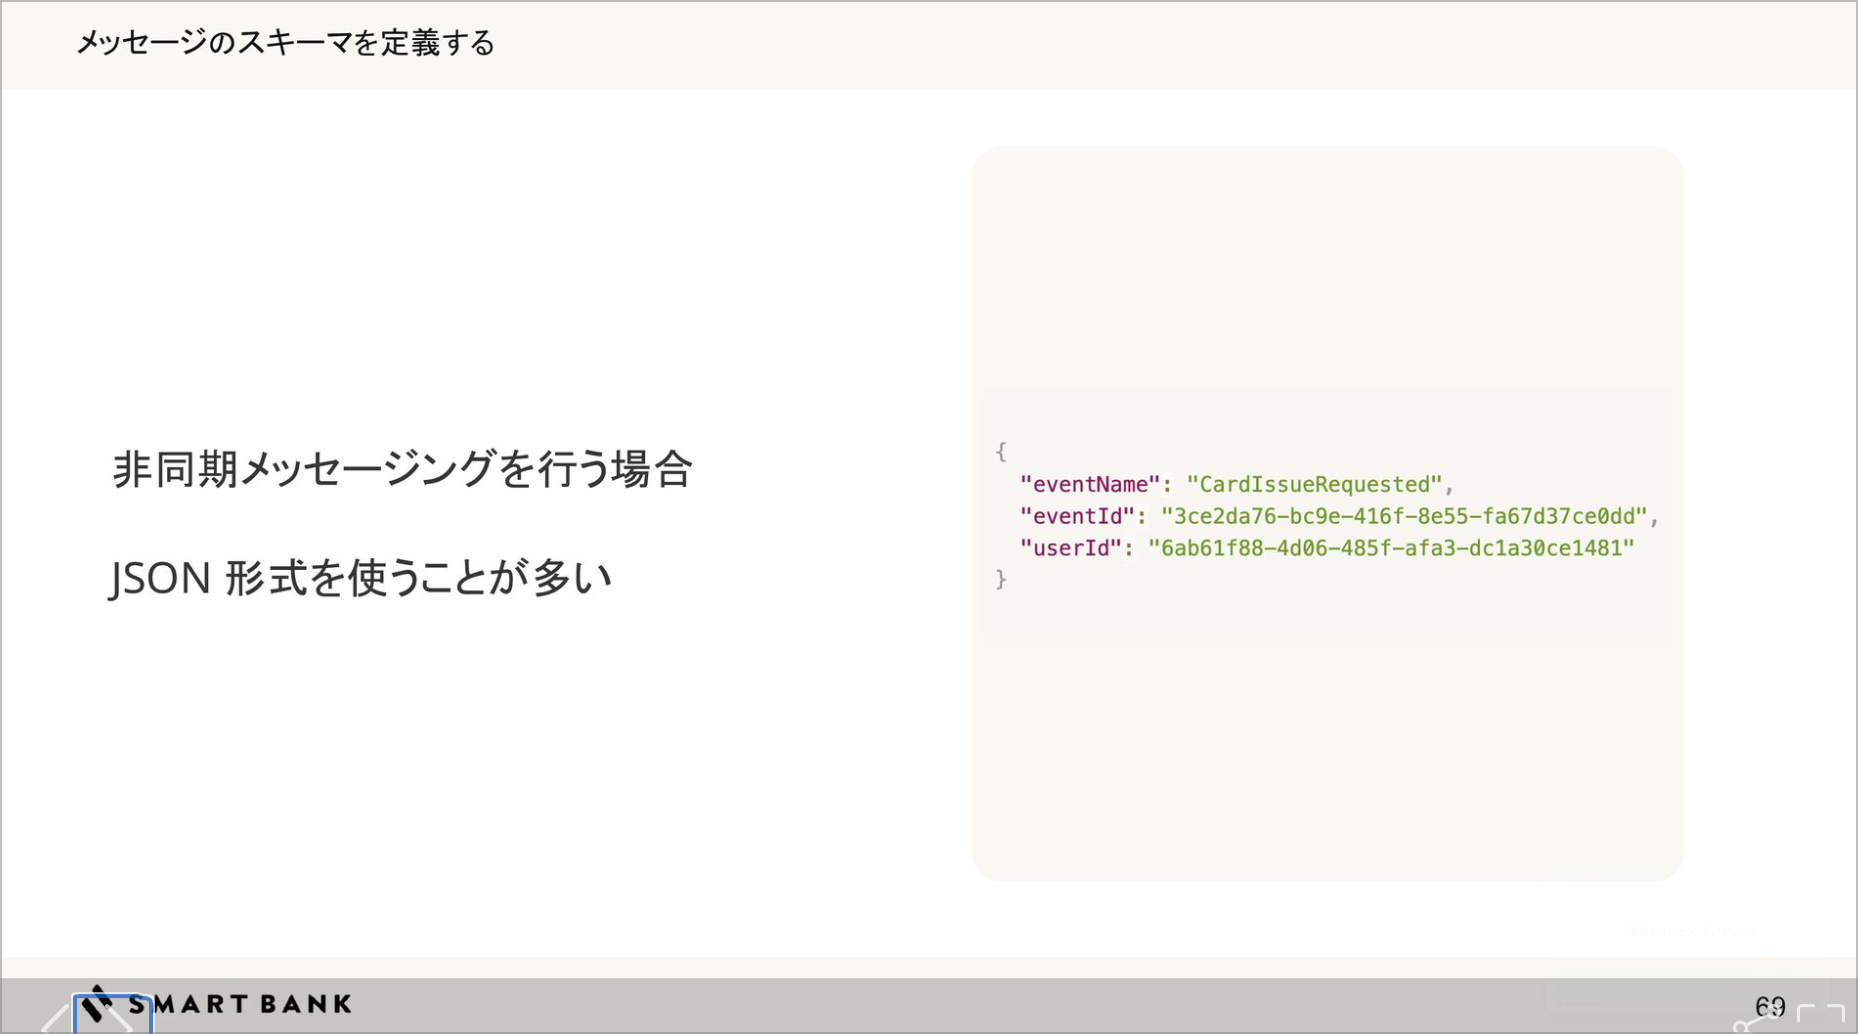 メッセージのスキーマを定義する
非同期メッセージングを行う場合
JSON 形式を使うことが多い
{
"eventName": "CardIssueRequested",
"eventId": "3ce2da76-bc9e-416f-8e55-fa67d37ce0dd",
"userId": "6ab61f88-4d06-485f-afa3-dc1a30ce1481"
}
SMART BANK
69